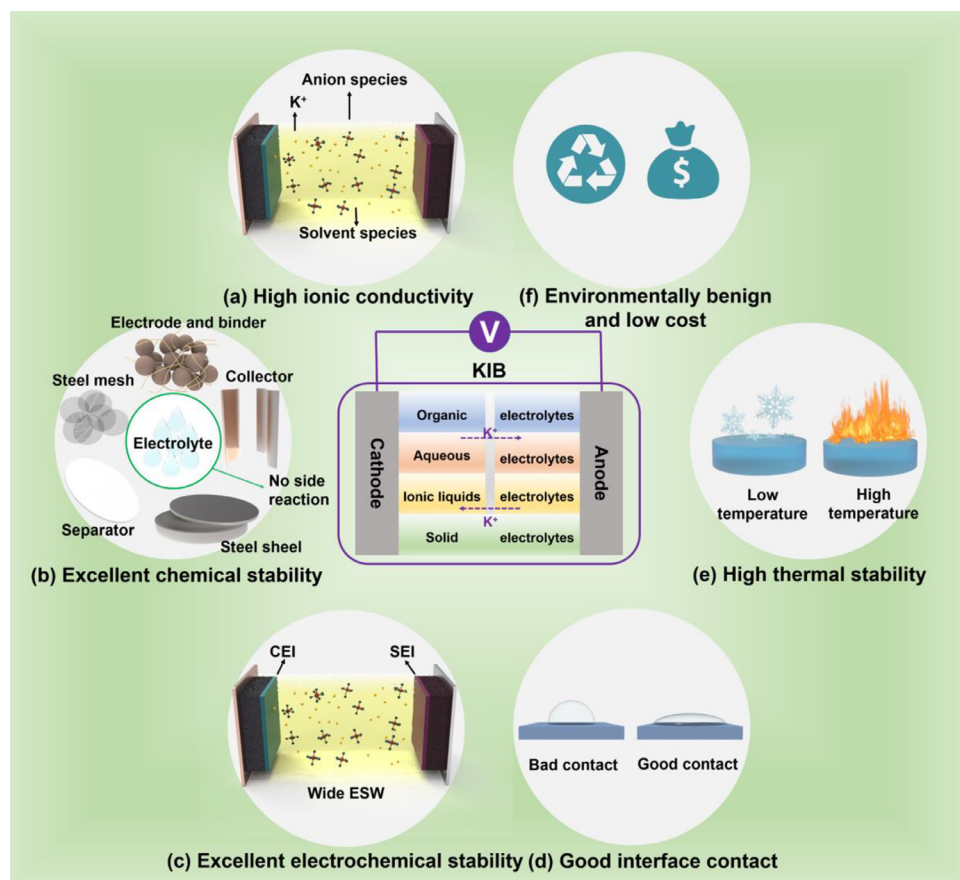 Anion species
K+
Solvent species
(a) High ionic conductivity
$
(f) Environmentally benign
and low cost
Electrode and binder
Steel mesh
Collector
Electrolyte
No side
reaction
Separator
Steel sheel
(b) Excellent chemical stability
V
KIB
Cathode
Organic electrolytes
K+
Aqueous electrolytes
Ionic liquids electrolytes
K+
Solid electrolytes
Anode
Low
temperature
High
temperature
(e) High thermal stability
CEI
SEI
Wide ESW
(c) Excellent electrochemical stability
Bad contact
Good contact
(d) Good interface contact